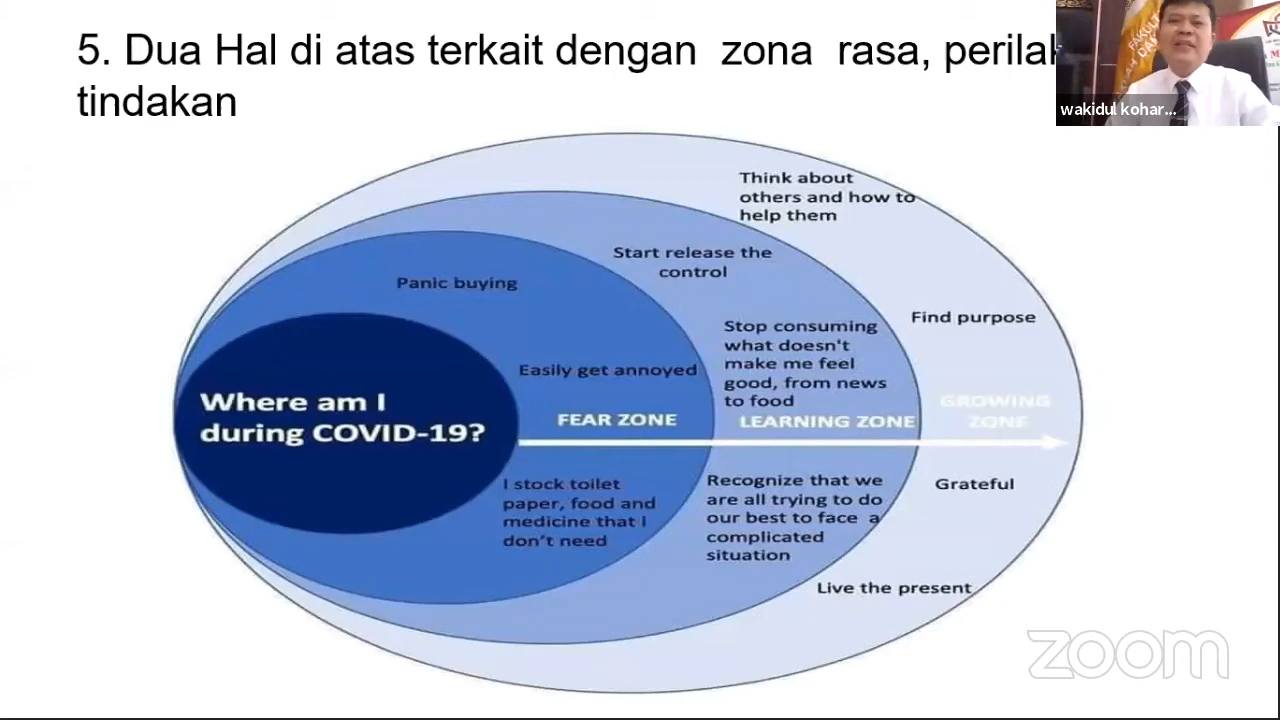 5. Dua Hal di atas terkait dengan zona rasa,
tindakan
wakidul kohar...
FAKUL
Think about
others and how to
help them
Start release the
control
Panic buying
Find purpose
Stop consuming
what doesn't
make me feel
good, from news
to food
Easily get annoyed
Where am I
during COVID-19?
FEAR ZONE
LEARNING ZONE
GROWING
ZONE
I stock toilet
paper, food and
medicine that I
don't need
Recognize that we
are all trying to do
our best to face a
complicated
situation
Grateful
Live the present
zoom